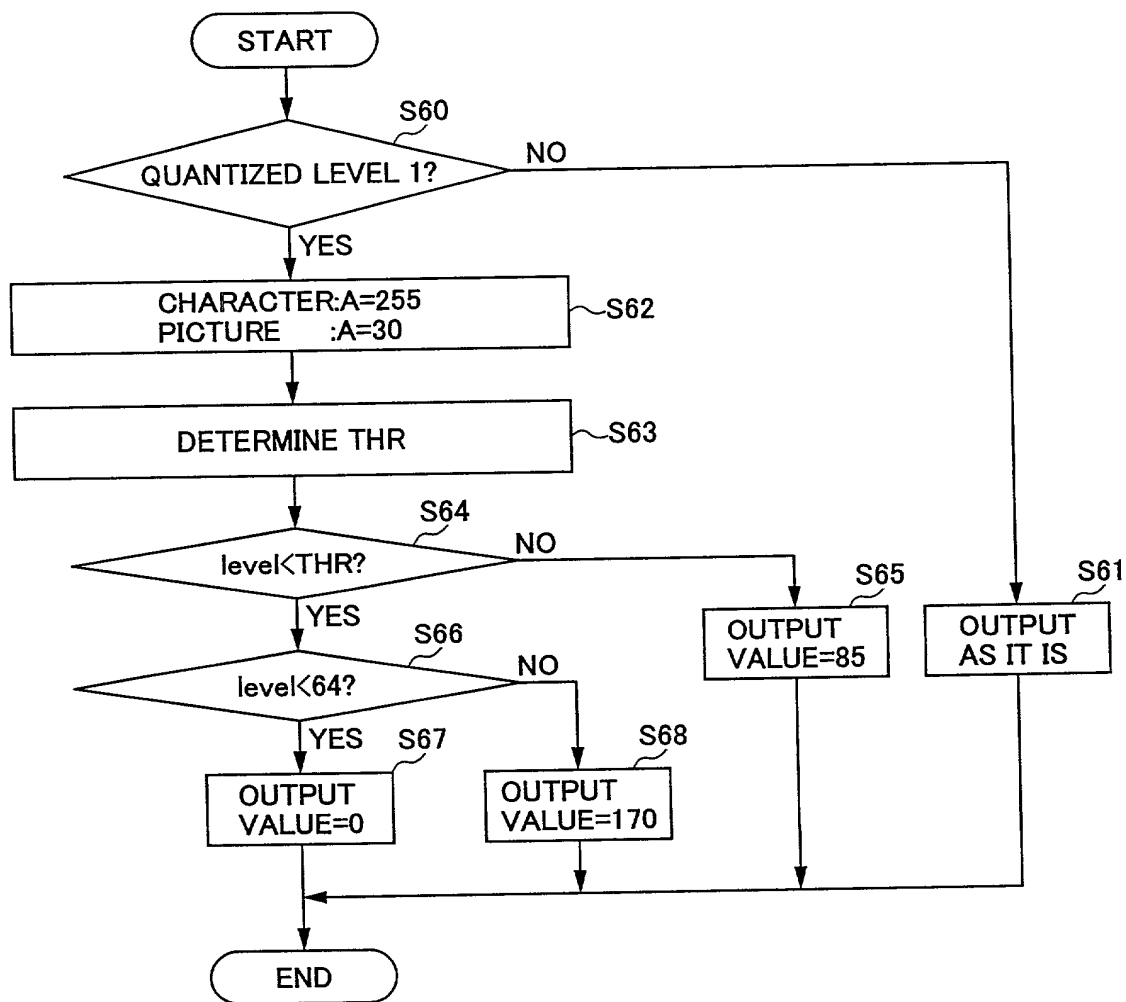 START
S60
QUANTIZED LEVEL 1?
NO
YES
CHARACTER:A=255
PICTURE :A=30
S62
DETERMINE THR
S63
S64
level<THR?
NO
YES
S65
OUTPUT
VALUE=85
S61
OUTPUT
AS IT IS
S66
level<64?
NO
YES
S67
OUTPUT
VALUE=0
S68
OUTPUT
VALUE=170
END